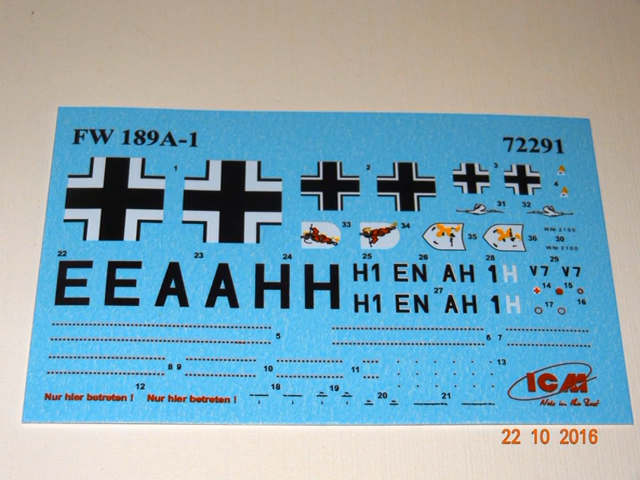 FW 189A-1 72291
1 2 3 4
31 32
33 34 35 36 W.Nr 2100 30
22 23 24 25 26 28 29
E E A A H H H1 EN AH 1H V7 V7
27 14 15
H1 EN AH 1H 17 16
5 6 7
8 9 10 11 13
12 18 19 20 21
Nur hier betreten ! Nur hier betreten !
ICM
22 10 2016